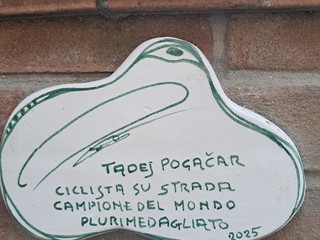 TADEJ POGAČAR
CICLISTA SU STRADA
CAMPIONE DEL MONDO
PLURIMEDAGLIATO
2025